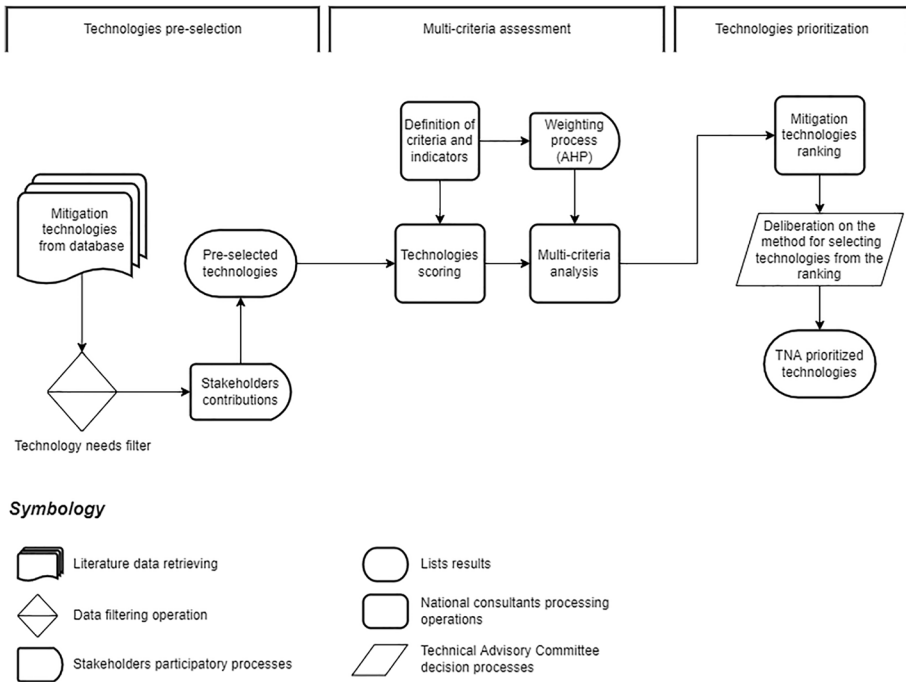 Technologies pre-selection
Multi-criteria assessment
Technologies prioritization
Mitigation
technologies
from database
Technology needs filter
Stakeholders
contributions
Pre-selected
technologies
Definition of
criteria and
indicators
Weighting
process
(AHP)
Technologies
scoring
Multi-criteria
analysis
Mitigation
technologies
ranking
Deliberation on the
method for selecting
technologies from the
ranking
TNA prioritized
technologies
Symbology
Literature data retrieving
Data filtering operation
Stakeholders participatory processes
Lists results
National consultants processing
operations
Technical Advisory Committee
decision processes